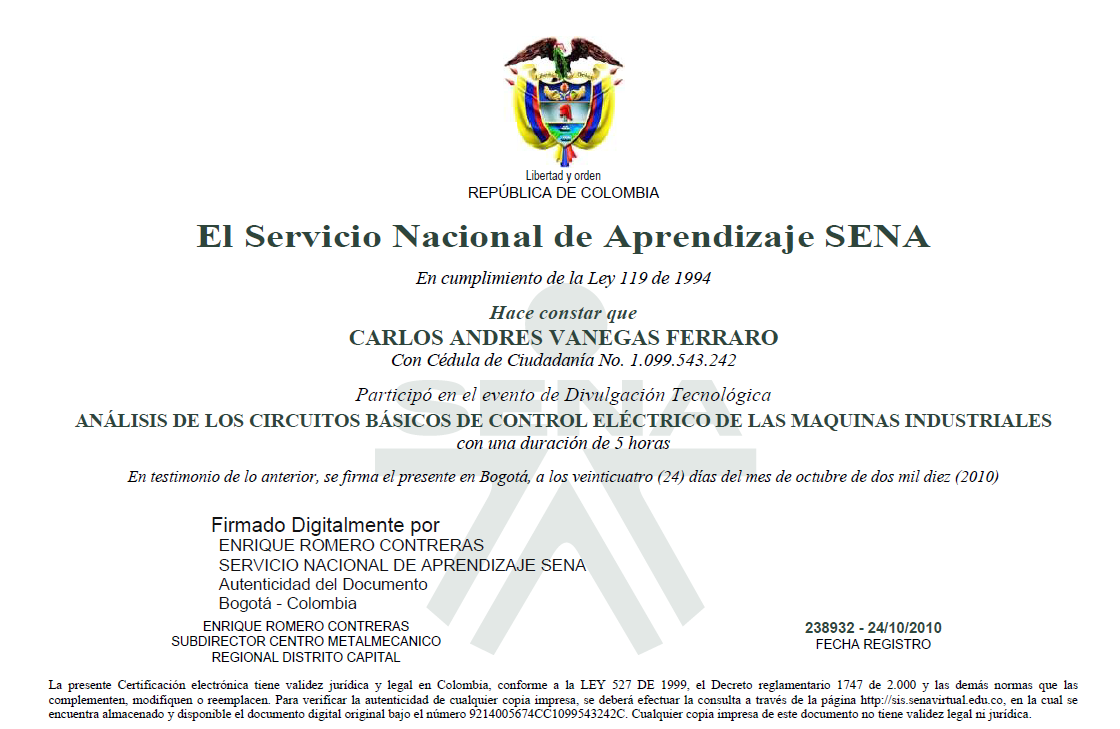 Libertad y Orden
Libertad y orden
REPÚBLICA DE COLOMBIA
El Servicio Nacional de Aprendizaje SENA
En cumplimiento de la Ley 119 de 1994
Hace constar que
CARLOS ANDRES VANEGAS FERRARO
Con Cédula de Ciudadanía No. 1.099.543.242
SENA
Participó en el evento de Divulgación Tecnológica
ANÁLISIS DE LOS CIRCUITOS BÁSICOS DE CONTROL ELÉCTRICO DE LAS MAQUINAS INDUSTRIALES
con una duración de 5 horas
En testimonio de lo anterior, se firma el presente en Bogotá, a los veinticuatro (24) días del mes de octubre de dos mil diez (2010)
Firmado Digitalmente por
ENRIQUE ROMERO CONTRERAS
SERVICIO NACIONAL DE APRENDIZAJE SENA
Autenticidad del Documento
Bogotá - Colombia
ENRIQUE ROMERO CONTRERAS
SUBDIRECTOR CENTRO METALMECANICO
REGIONAL DISTRITO CAPITAL
238932 - 24/10/2010
FECHA REGISTRO
La presente Certificación electrónica tiene validez jurídica y legal en Colombia, conforme a la LEY 527 DE 1999, el Decreto reglamentario 1747 de 2.000 y las demás normas que las
complementen, modifiquen o reemplacen. Para verificar la autenticidad de cualquier copia impresa, se deberá efectuar la consulta a través de la página http://sis.senavirtual.edu.co, en la cual se
encuentra almacenado y disponible el documento digital original bajo el número 9214005674CC1099543242C. Cualquier copia impresa de este documento no tiene validez legal ni jurídica.